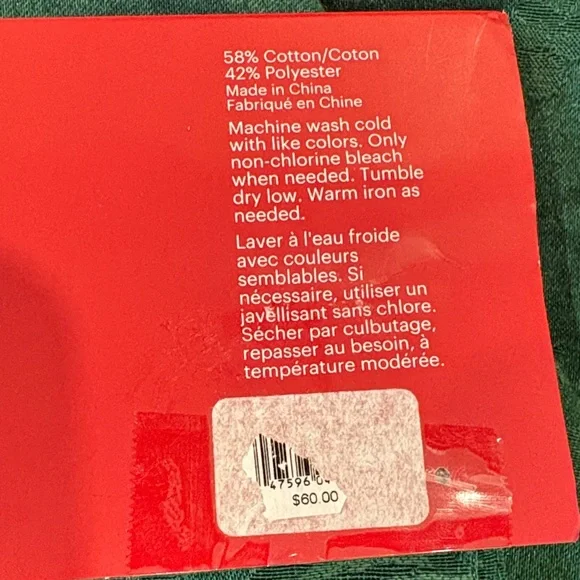 58% Cotton/Coton
42% Polyester
Made in China
Fabriqué en Chine
Machine wash cold
with like colors. Only
non-chlorine bleach
when needed. Tumble
dry low. Warm iron as
needed.
Laver à l'eau froide
avec couleurs
semblables. Si
nécessaire, utiliser un
javellisant sans chlore.
Sécher par culbutage,
repasser au besoin, à
température modérée.
$60.00